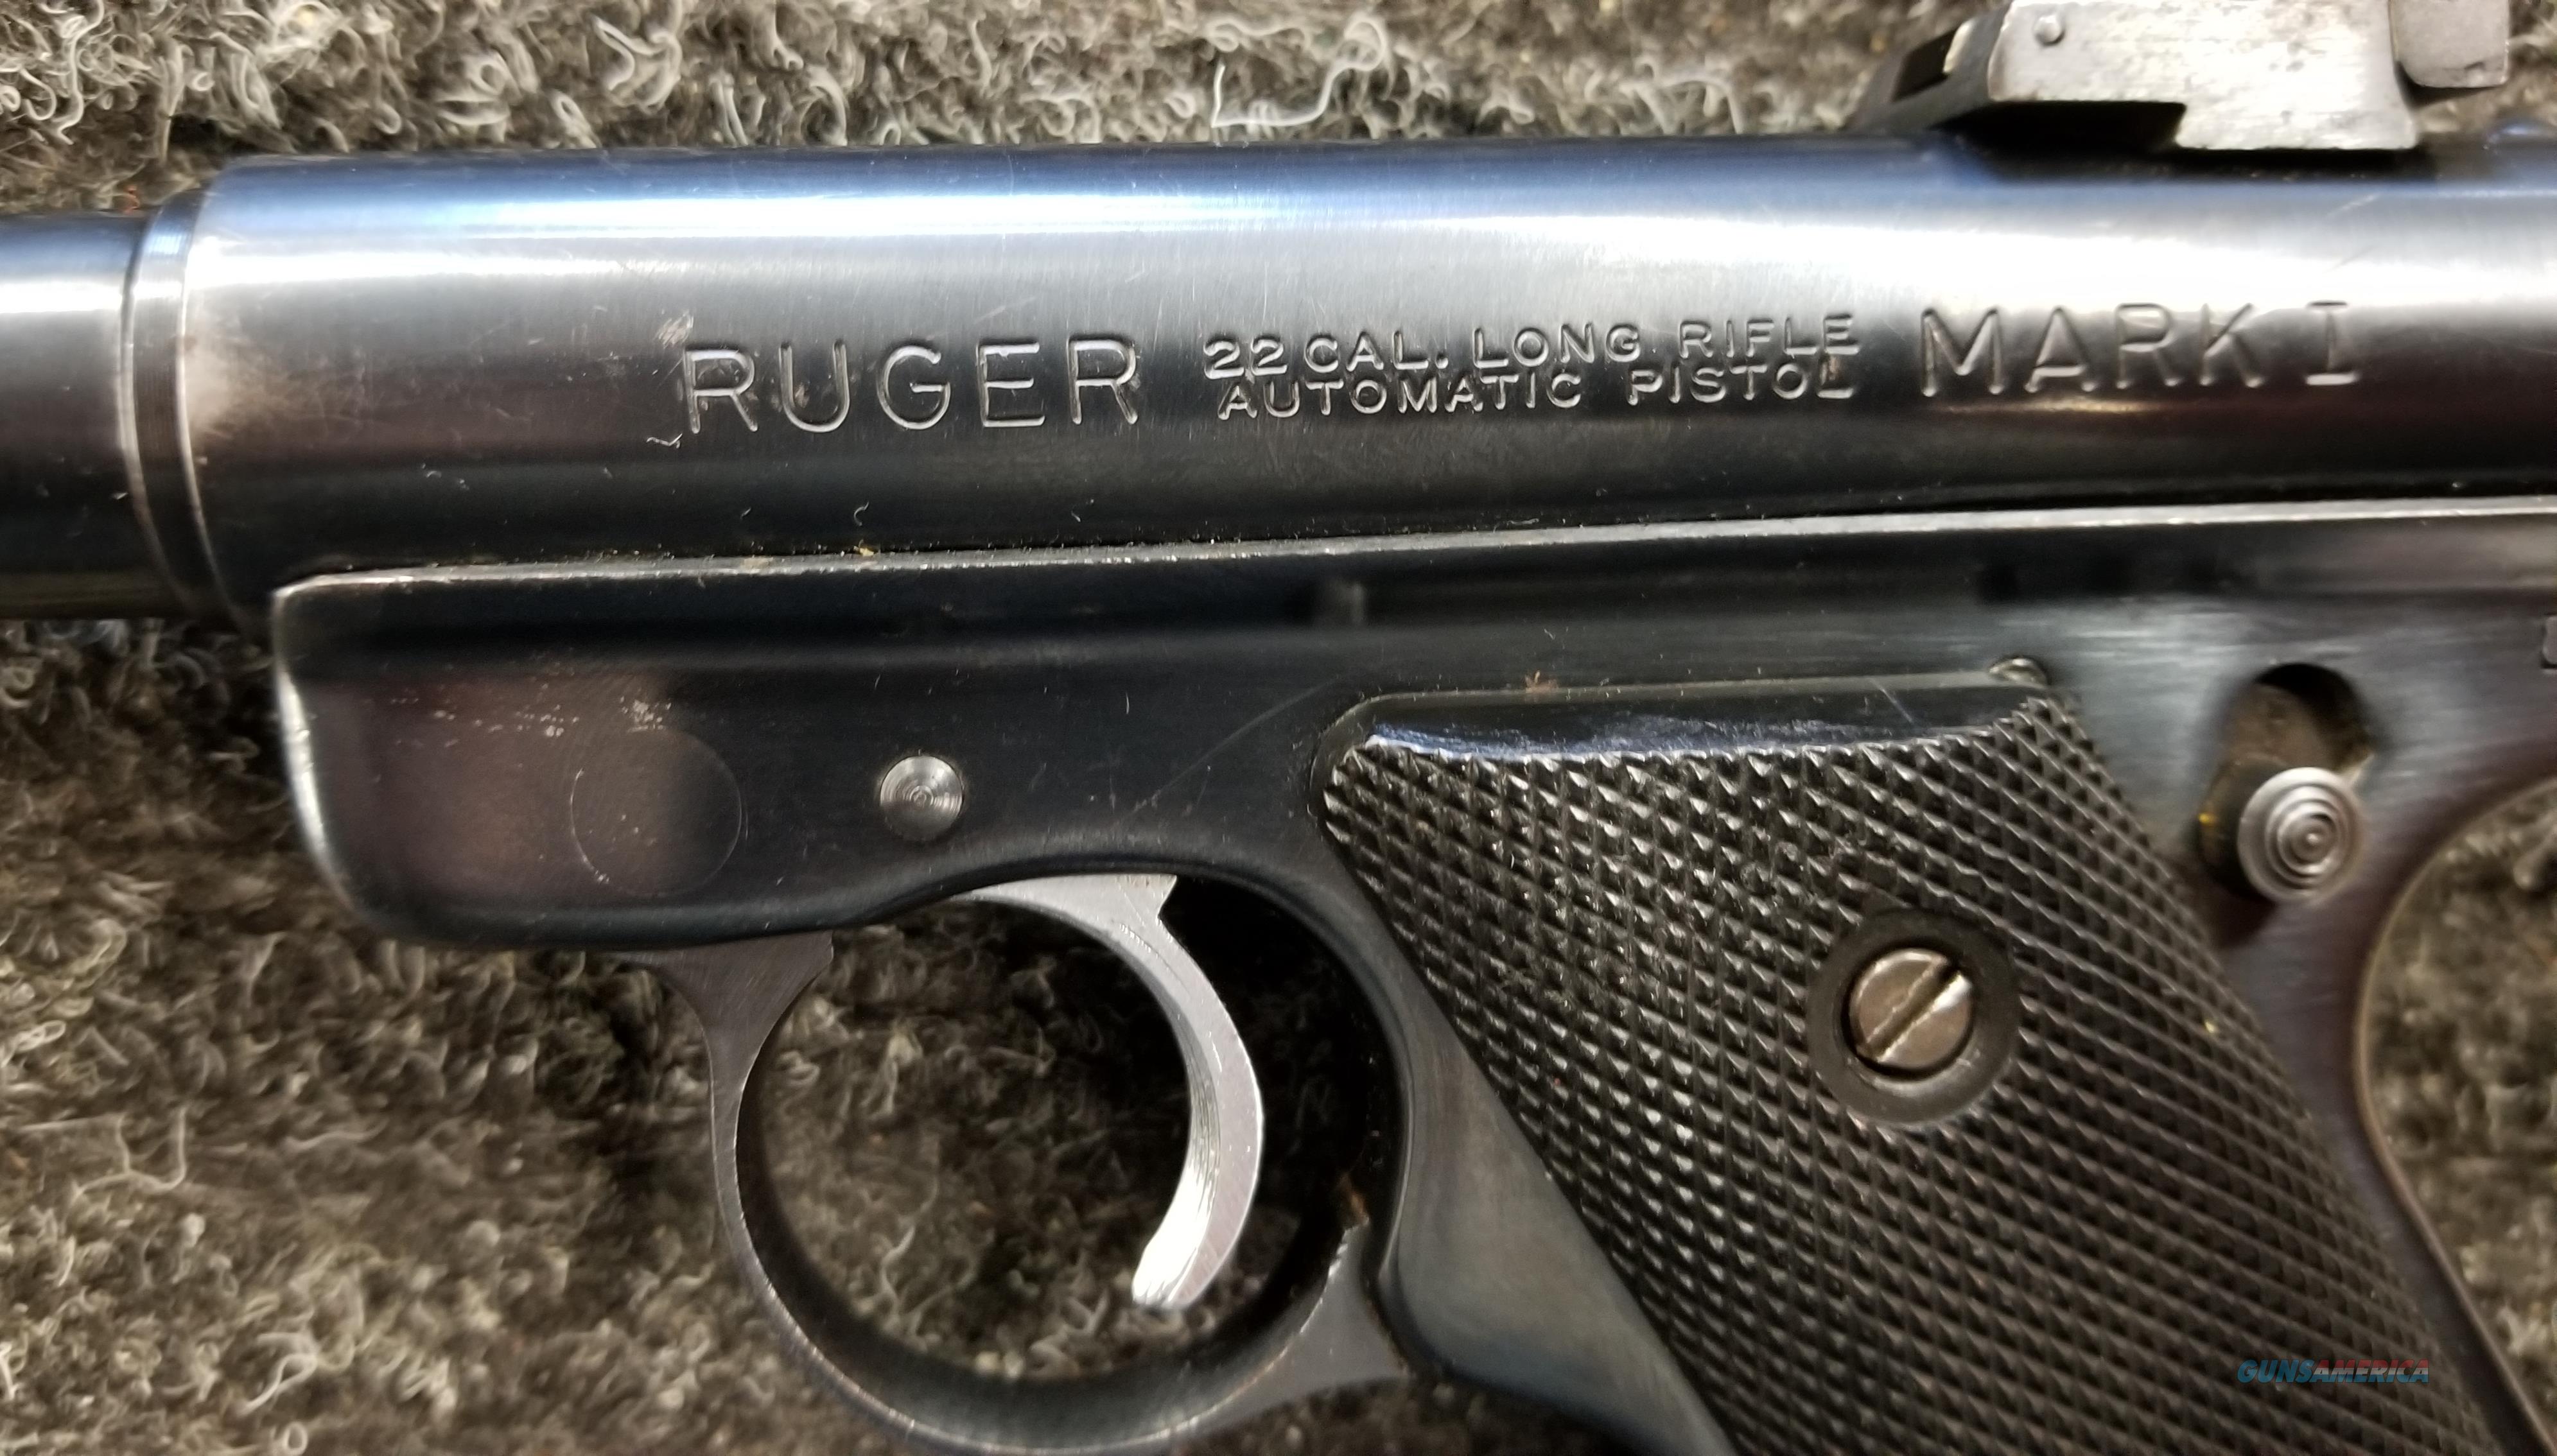 RUGER 22 CAL. LONG RIFLE MARK I
AUTOMATIC PISTOL
GUNSAMERICA